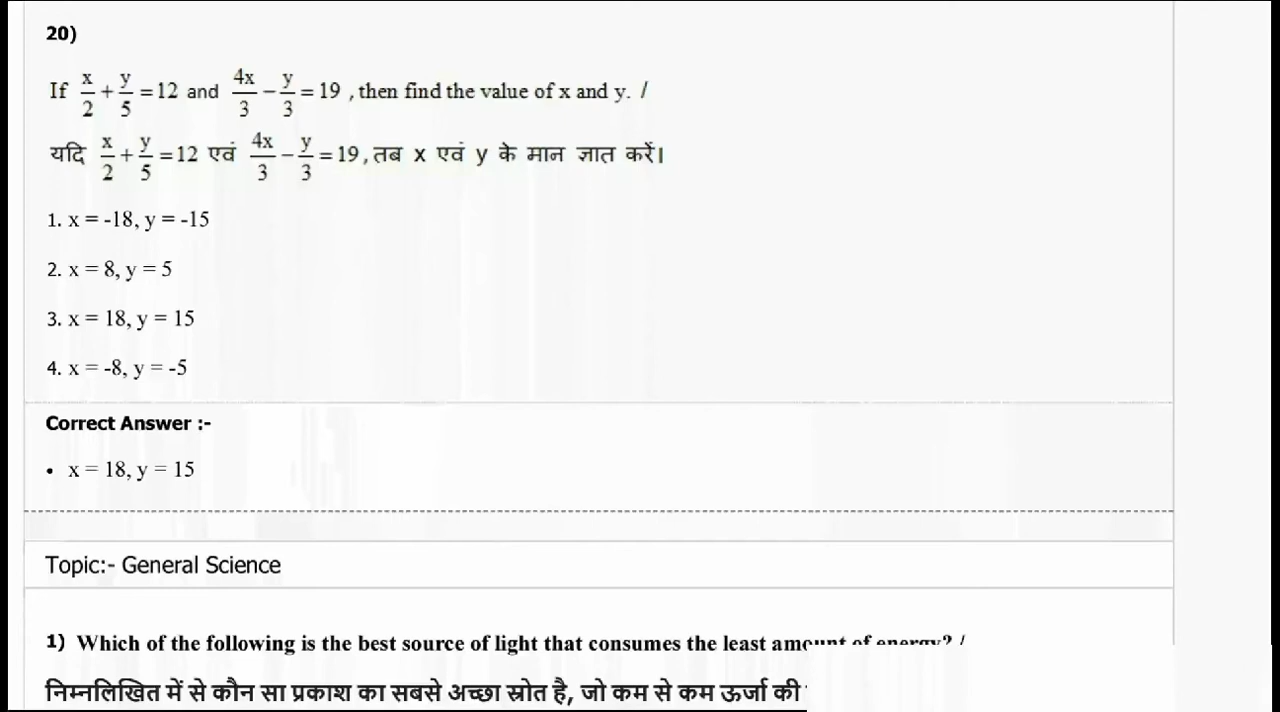 20)
If x/2 + y/5 = 12 and 4x/3 − y/3 = 19 , then find the value of x and y. /
यदि x/2 + y/5 = 12 एवं 4x/3 − y/3 = 19, तब x एवं y के मान ज्ञात करें।
1. x = -18, y = -15
2. x = 8, y = 5
3. x = 18, y = 15
4. x = -8, y = -5
Correct Answer :-
• x = 18, y = 15
Topic:- General Science
1) Which of the following is the best source of light that consumes the least amount of energy? /
निम्नलिखित में से कौन सा प्रकाश का सबसे अच्छा स्रोत है, जो कम से कम ऊर्जा की